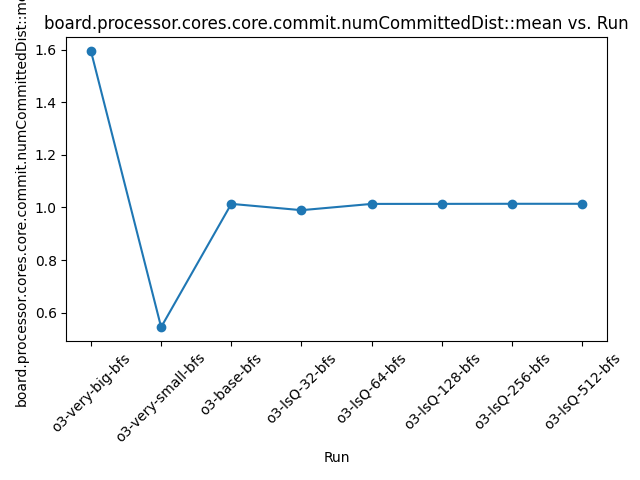 board.processor.cores.core.commit.numCommittedDist::mean vs. Run
board.processor.cores.core.commit.numCommittedDist::me
1.6
1.4
1.2
1.0
0.8
0.6
o3-very-big-bfs
o3-very-small-bfs
o3-base-bfs
o3-lsQ-32-bfs
o3-lsQ-64-bfs
o3-lsQ-128-bfs
o3-lsQ-256-bfs
o3-lsQ-512-bfs
Run